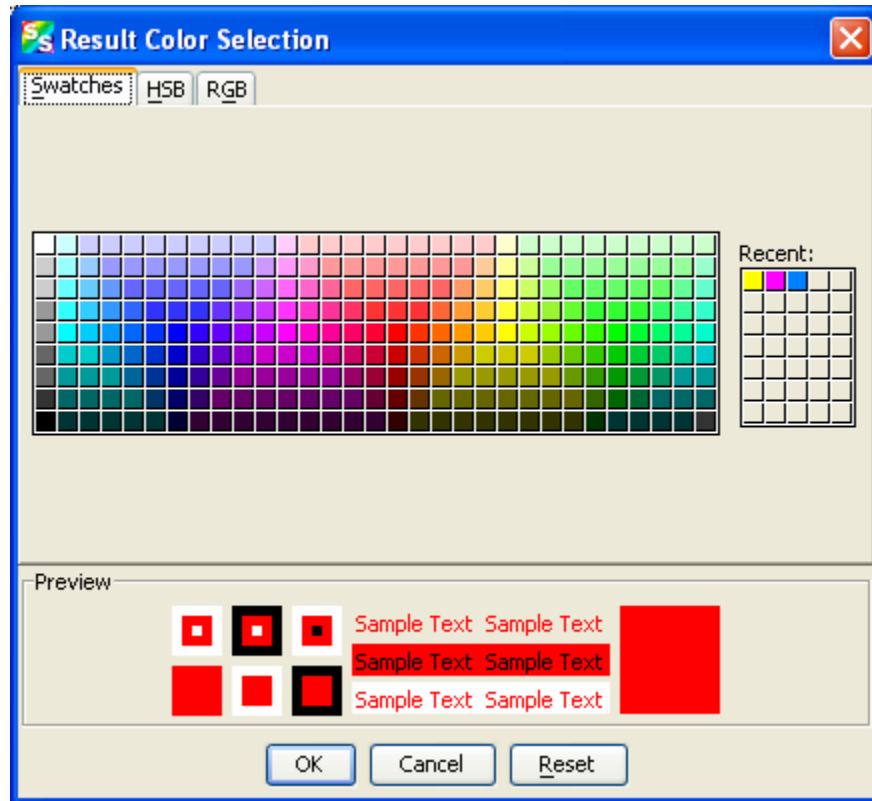 SS Result Color Selection
Swatches HSB RGB
Recent:
Preview
Sample Text Sample Text
Sample Text Sample Text
Sample Text Sample Text
OK Cancel Reset